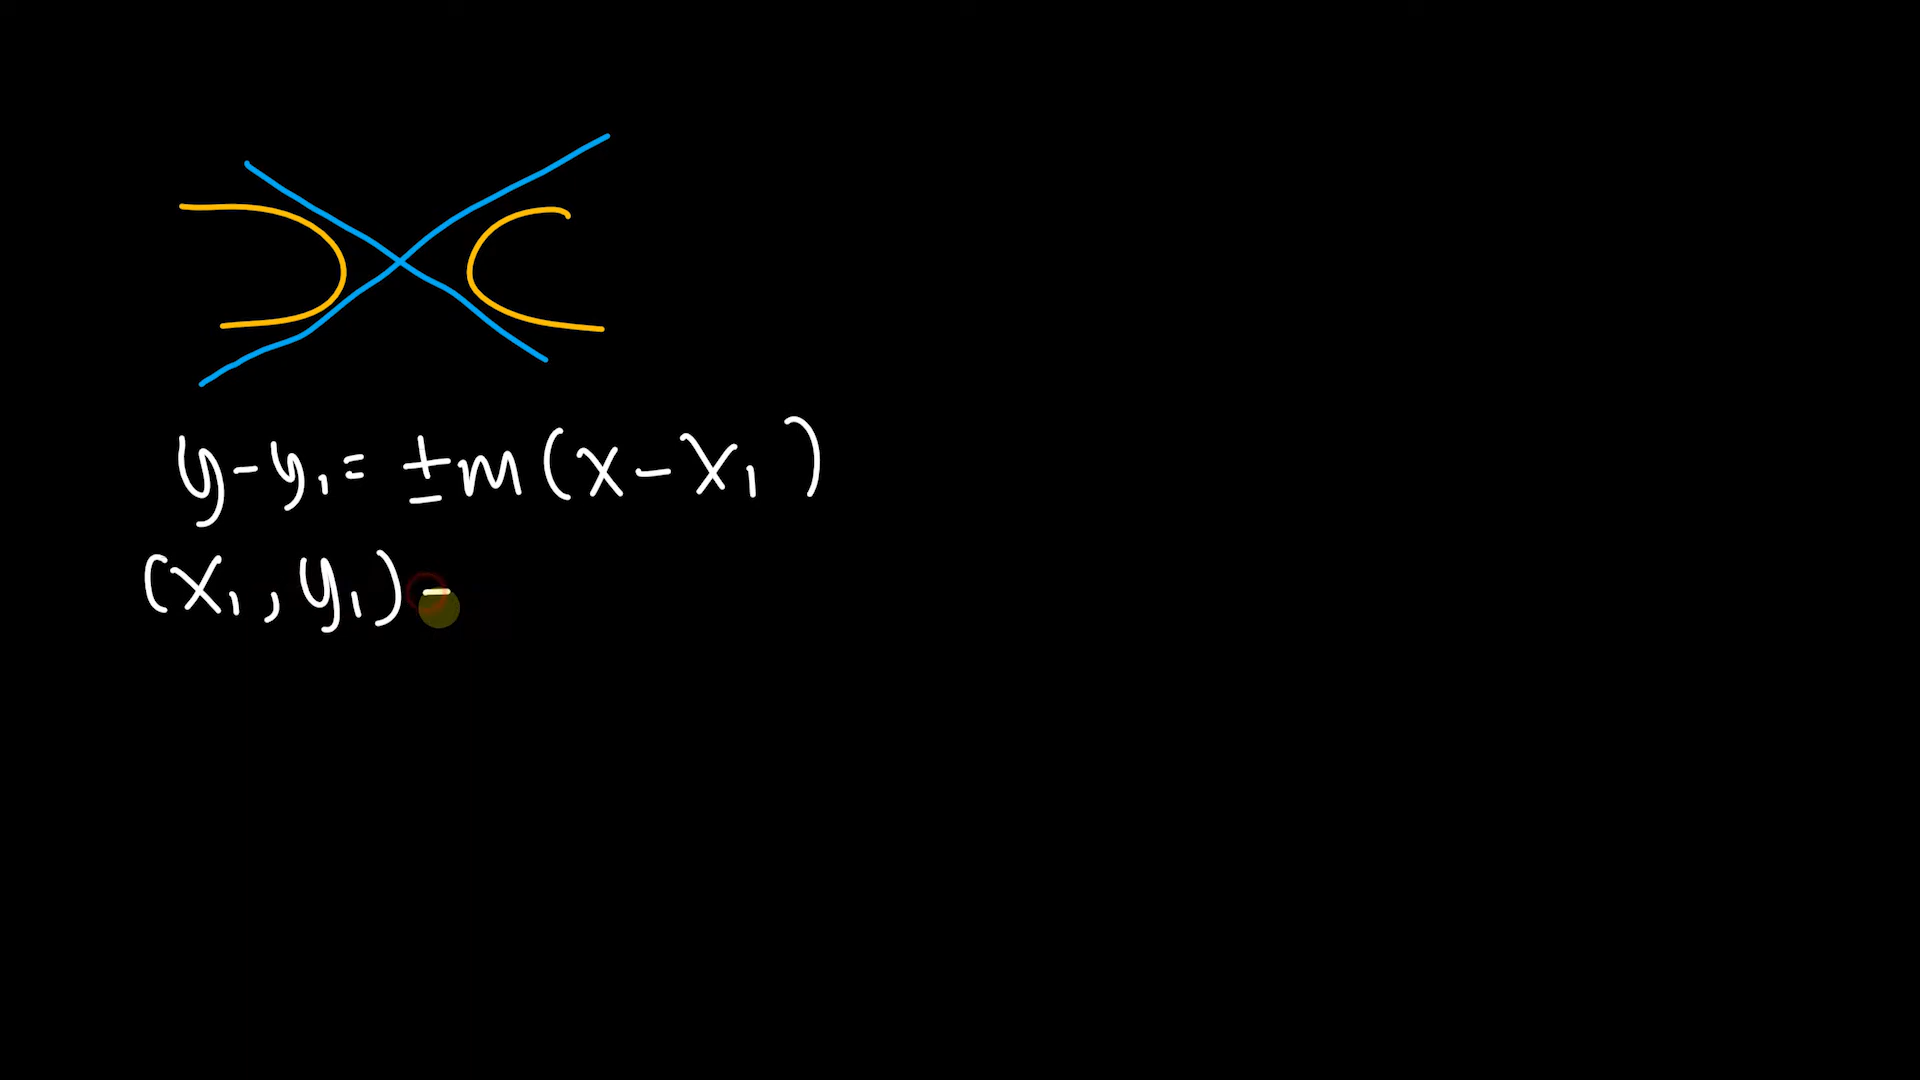 y-y₁= ±m(x-x₁)
(x₁,y₁)-